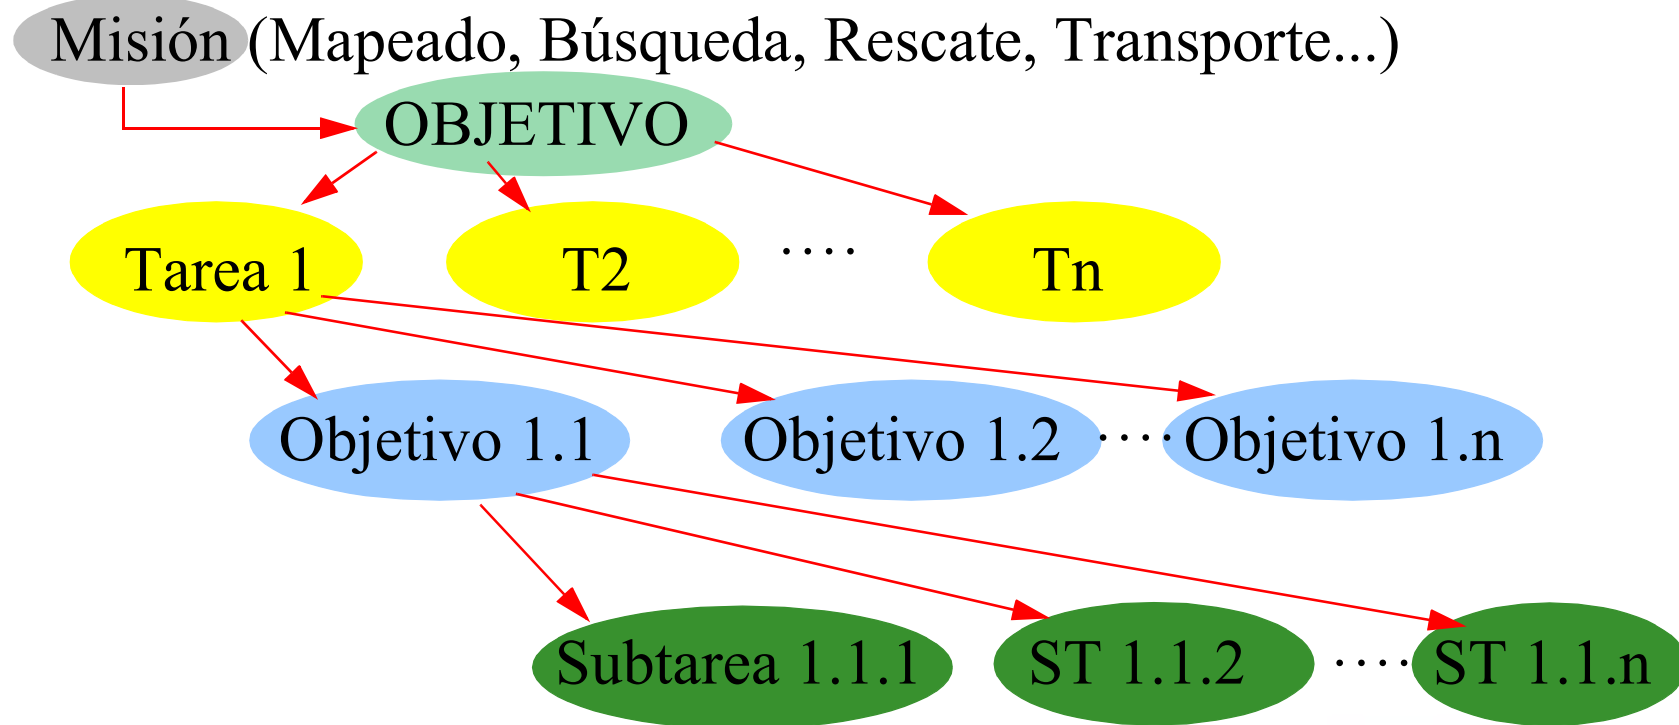 Misión (Mapeado, Búsqueda, Rescate, Transporte...)
OBJETIVO
Tarea 1 T2 .... Tn
Objetivo 1.1 Objetivo 1.2 .... Objetivo 1.n
Subtarea 1.1.1 ST 1.1.2 .... ST 1.1.n